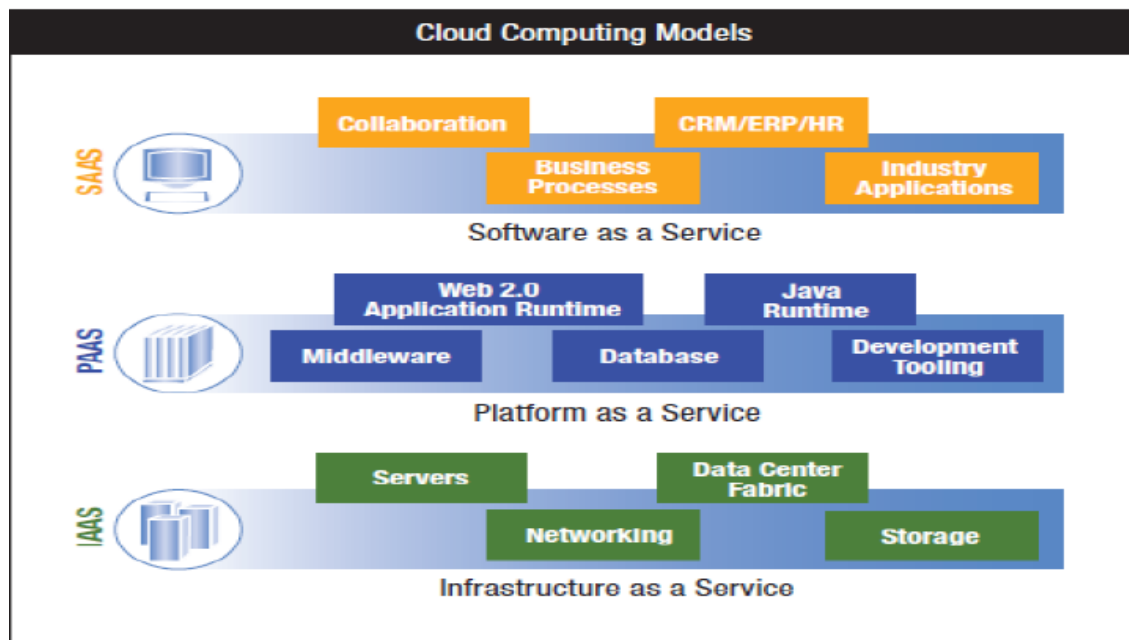 Cloud Computing Models
SAAS
Collaboration
CRM/ERP/HR
Business
Processes
Industry
Applications
Software as a Service
PAAS
Web 2.0
Application Runtime
Java
Runtime
Middleware
Database
Development
Tooling
Platform as a Service
IAAS
Servers
Data Center
Fabric
Networking
Storage
Infrastructure as a Service